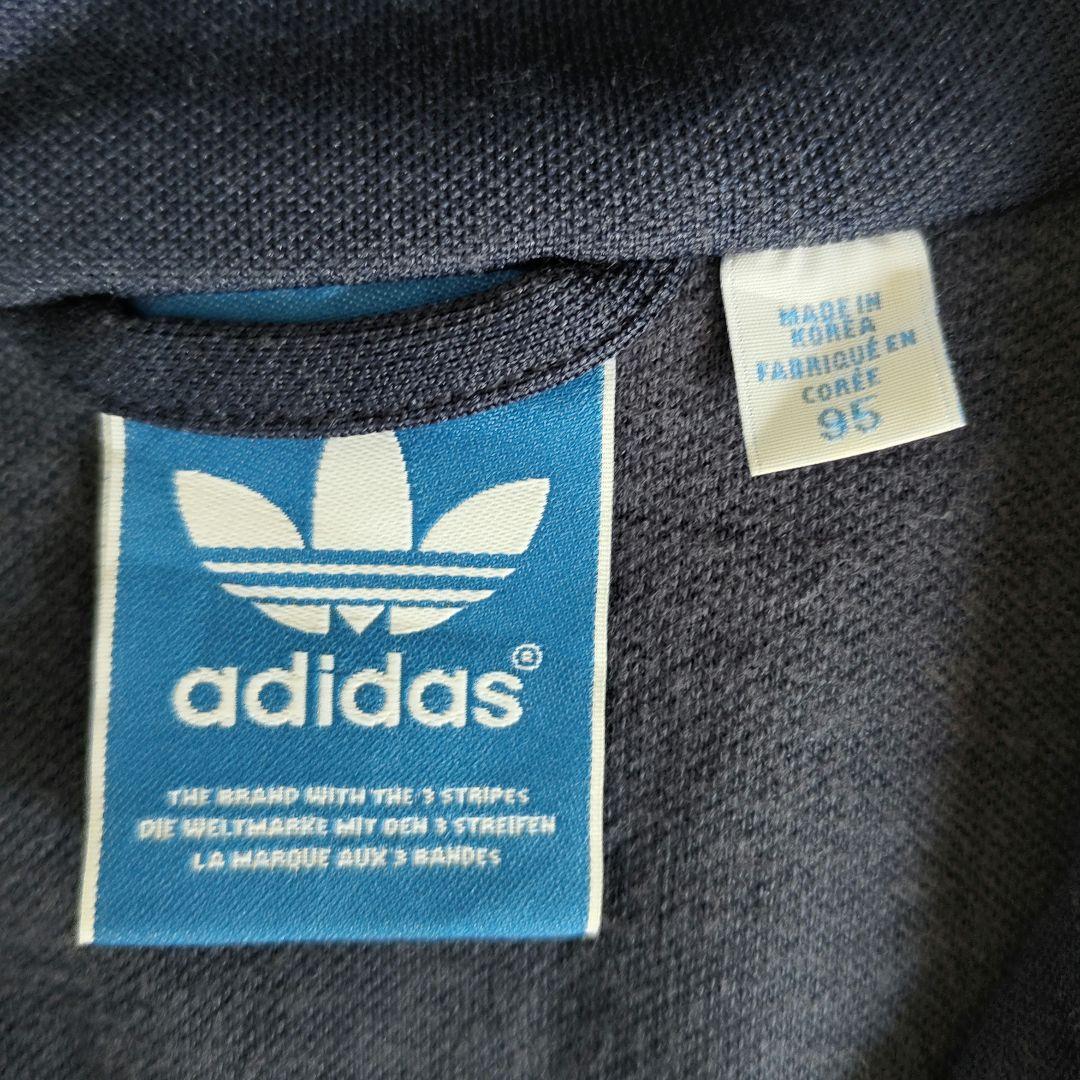 MADE IN
KOREA
FABRIQUÉ EN
CORÉE
95
adidas®
THE BRAND WITH THE 3 STRIPES
DIE WELTMARKE MIT DEN 3 STREIFEN
LA MARQUE AUX 3 BANDES